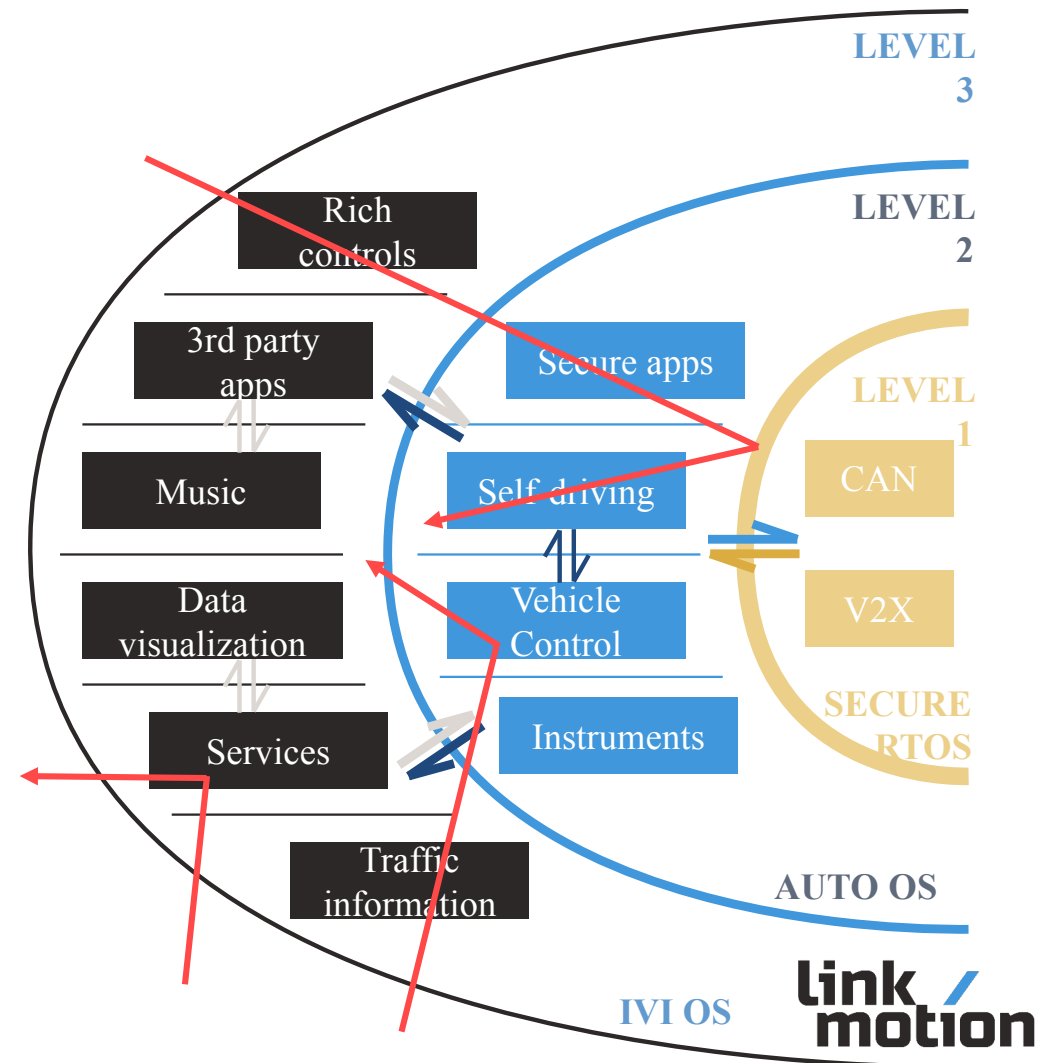 LEVEL
3
LEVEL
2
LEVEL
1
Rich
controls
3rd party
apps
Music
Data
visualization
Services
Traffic
information
Secure apps
Self-driving
Vehicle
Control
Instruments
CAN
V2X
SECURE
RTOS
AUTO OS
IVI OS
link
motion